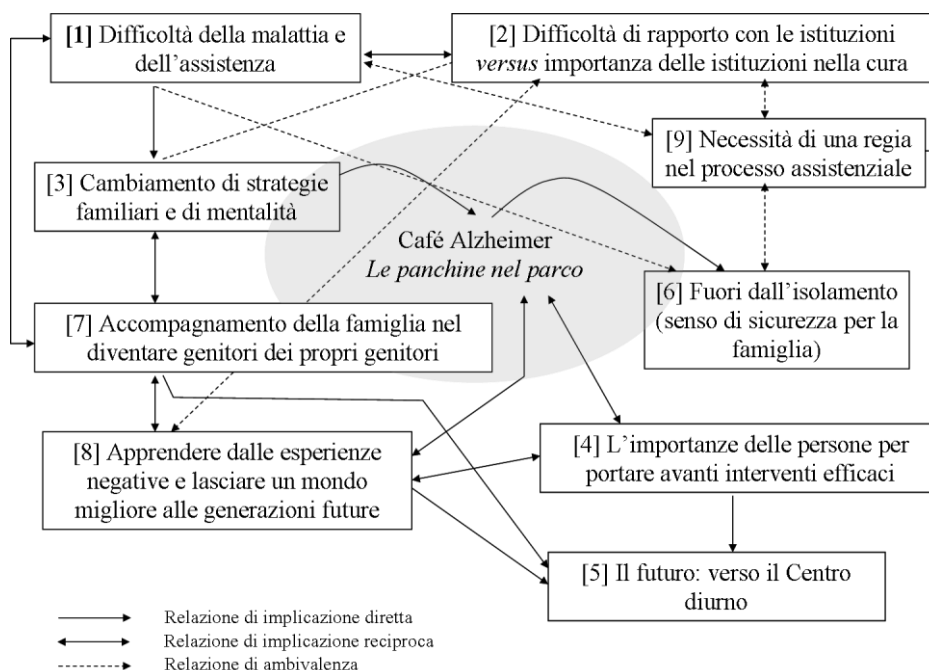 [1] Difficoltà della malattia e
dell’assistenza
[2] Difficoltà di rapporto con le istituzioni
versus importanza delle istituzioni nella cura
[9] Necessità di una regia
nel processo assistenziale
[3] Cambiamento di strategie
familiari e di mentalità
Café Alzheimer
Le panchine nel parco
[6] Fuori dall’isolamento
(senso di sicurezza per la
famiglia)
[7] Accompagnamento della famiglia nel
diventare genitori dei propri genitori
[8] Apprendere dalle esperienze
negative e lasciare un mondo
migliore alle generazioni future
[4] L’importanze delle persone per
portare avanti interventi efficaci
[5] Il futuro: verso il Centro
diurno
Relazione di implicazione diretta
Relazione di implicazione reciproca
Relazione di ambivalenza